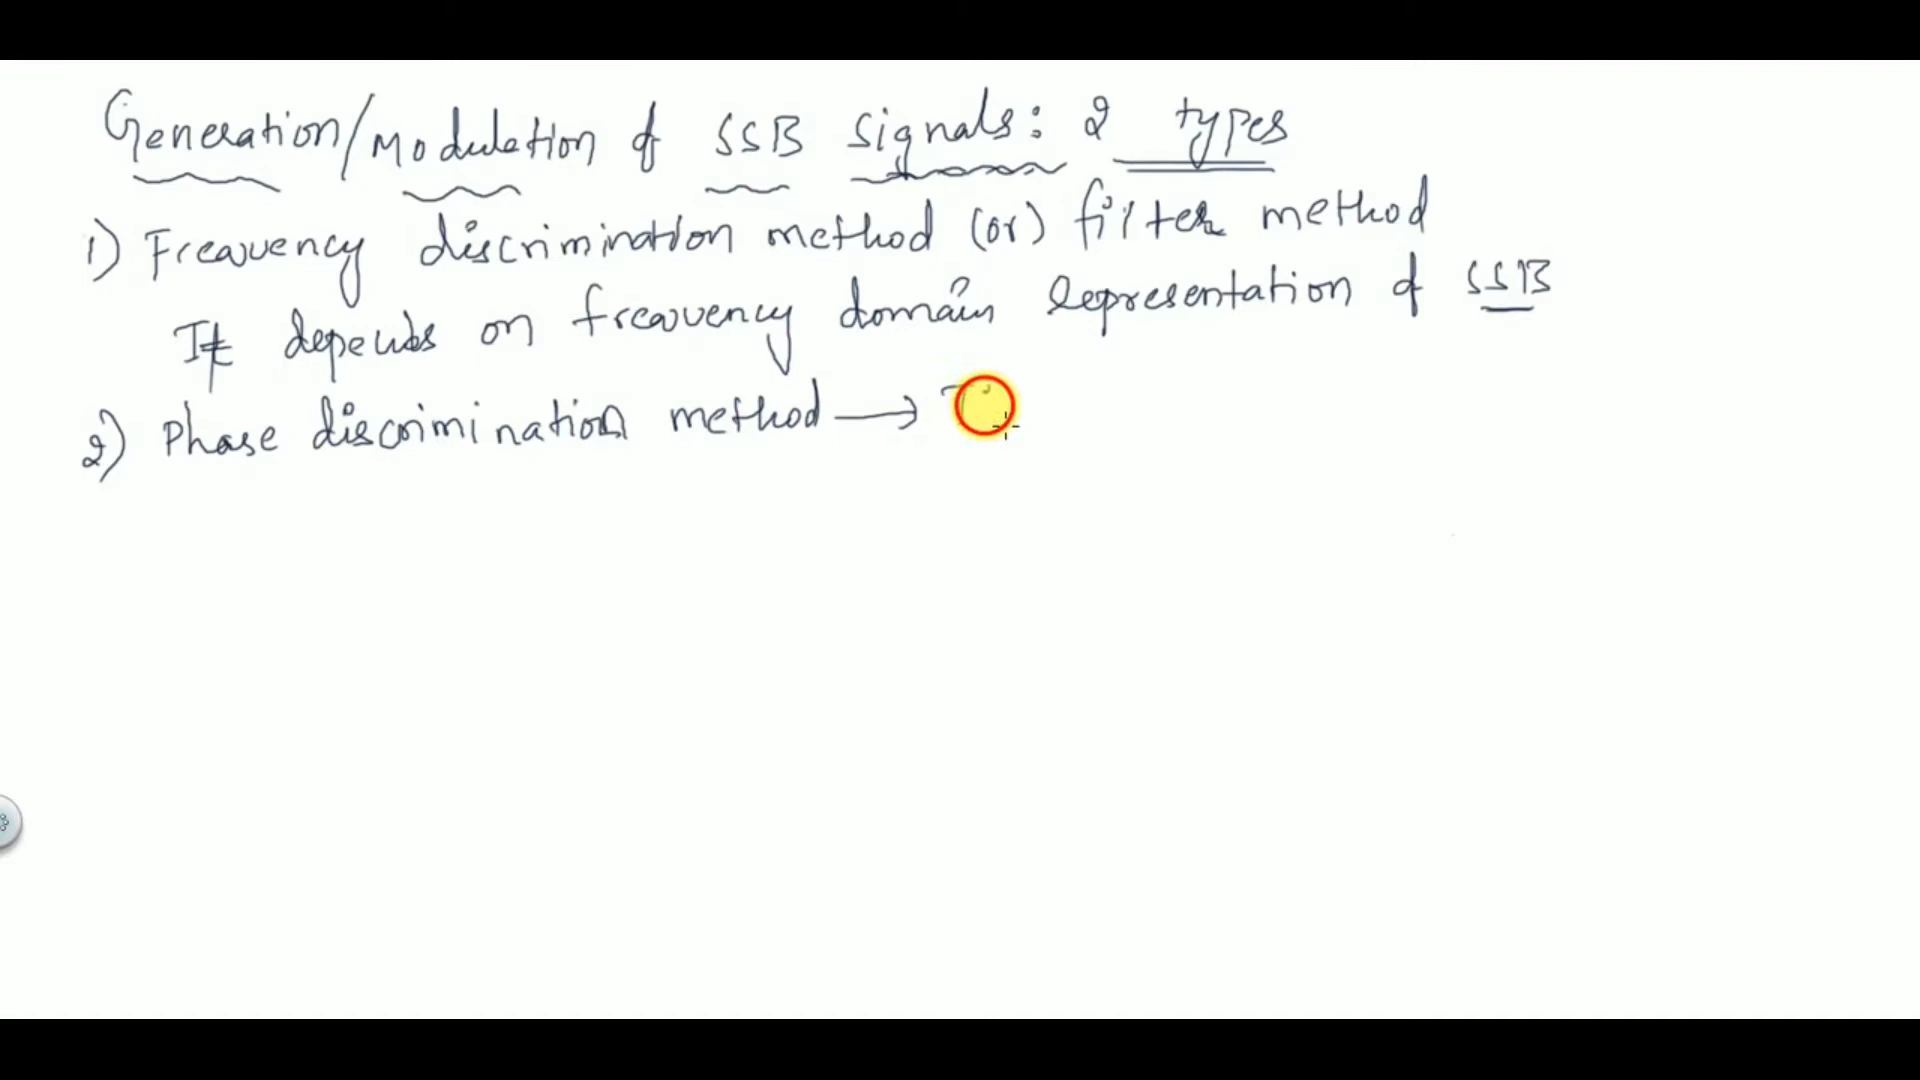 Generation/Modulation of SSB signals: 2 types
1) Frequency discrimination method (or) filter method
It depends on frequency domain representation of SSB
2) Phase discrimination method →